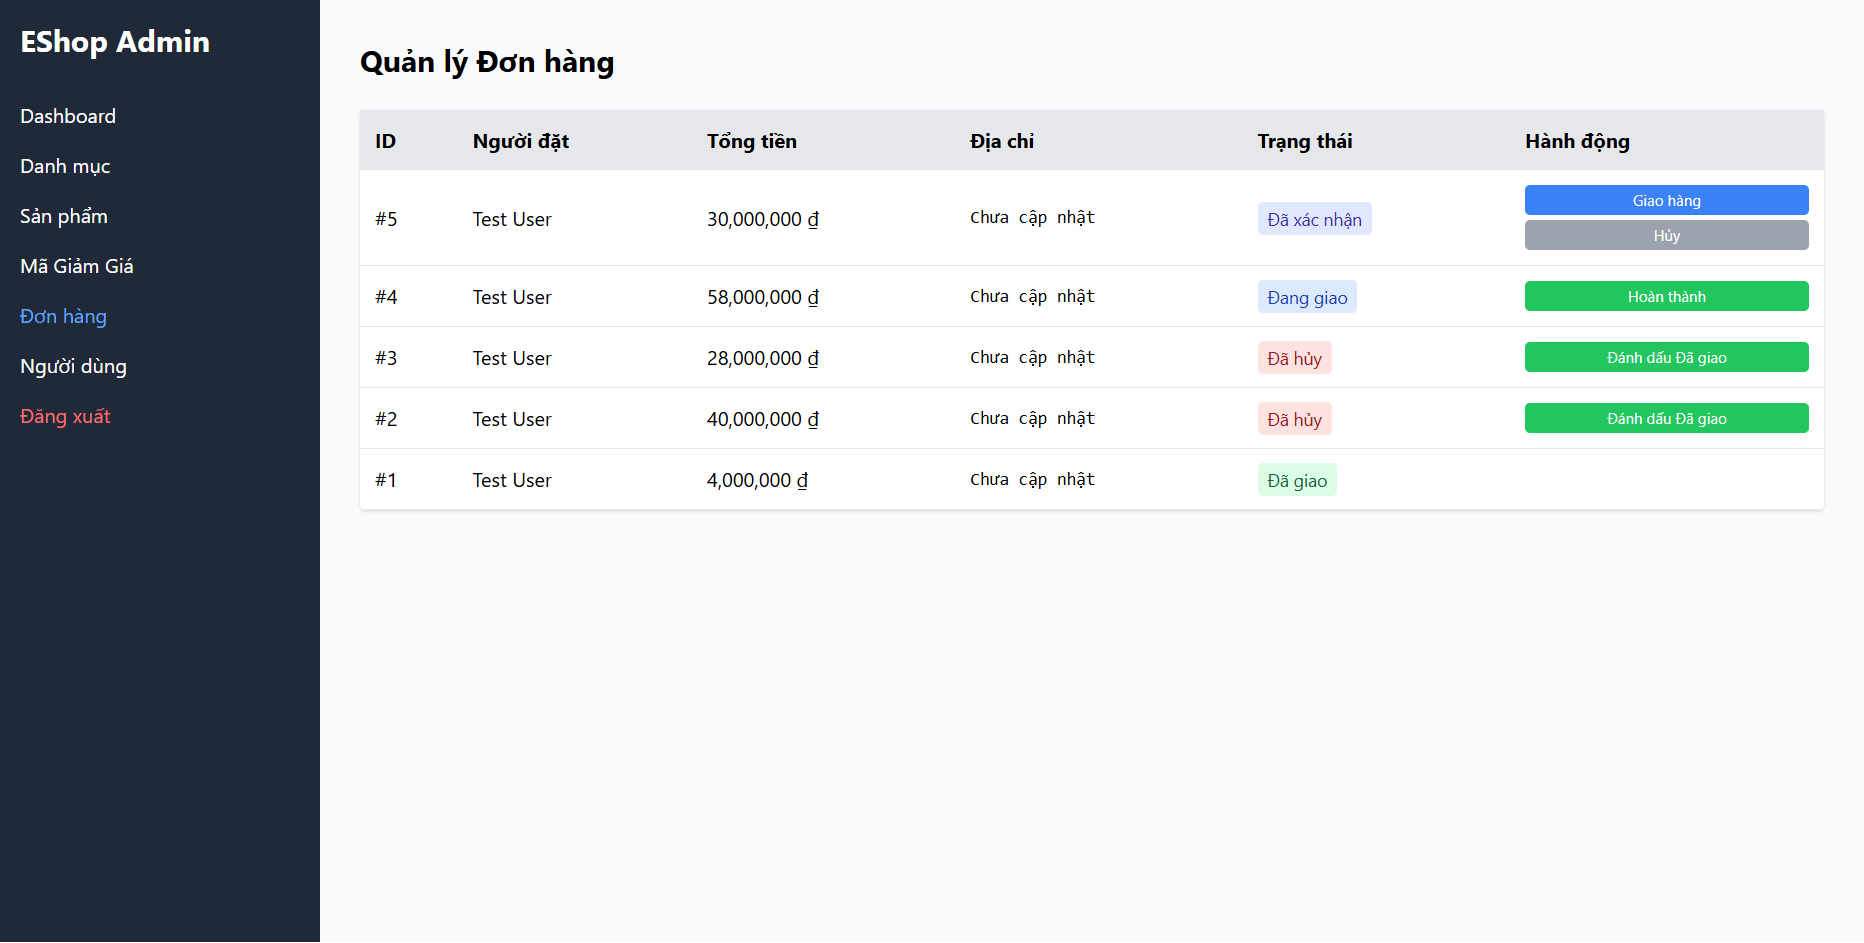 EShop Admin
Dashboard
Danh mục
Sản phẩm
Mã Giảm Giá
Đơn hàng
Người dùng
Đăng xuất
Quản lý Đơn hàng
ID Người đặt Tổng tiền Địa chỉ Trạng thái Hành động
#5 Test User 30,000,000 ₫ Chưa cập nhật Đã xác nhận Giao hàng
Hủy
#4 Test User 58,000,000 ₫ Chưa cập nhật Đang giao Hoàn thành
#3 Test User 28,000,000 ₫ Chưa cập nhật Đã hủy Đánh dấu Đã giao
#2 Test User 40,000,000 ₫ Chưa cập nhật Đã hủy Đánh dấu Đã giao
#1 Test User 4,000,000 ₫ Chưa cập nhật Đã giao